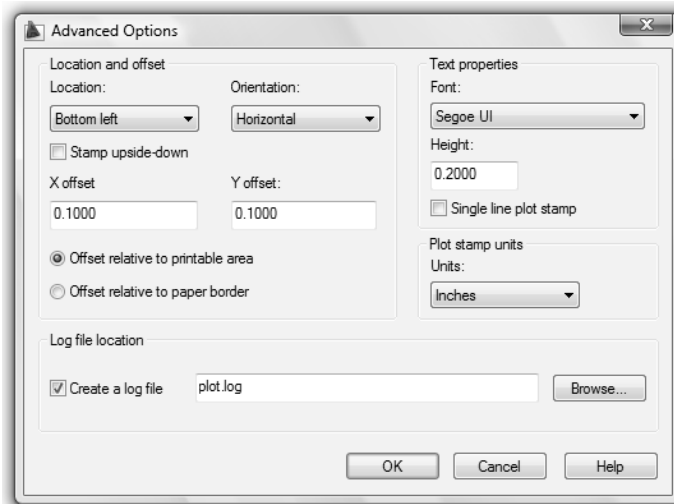 Advanced Options
Location and offset
Location:
Orientation:
Bottom left
Horizontal
Stamp upside-down
X offset
Y offset:
0.1000
0.1000
Offset relative to printable area
Offset relative to paper border
Text properties
Font:
Segoe UI
Height:
0.2000
Single line plot stamp
Plot stamp units
Units:
Inches
Log file location
Create a log file
plot.log
Browse...
OK
Cancel
Help